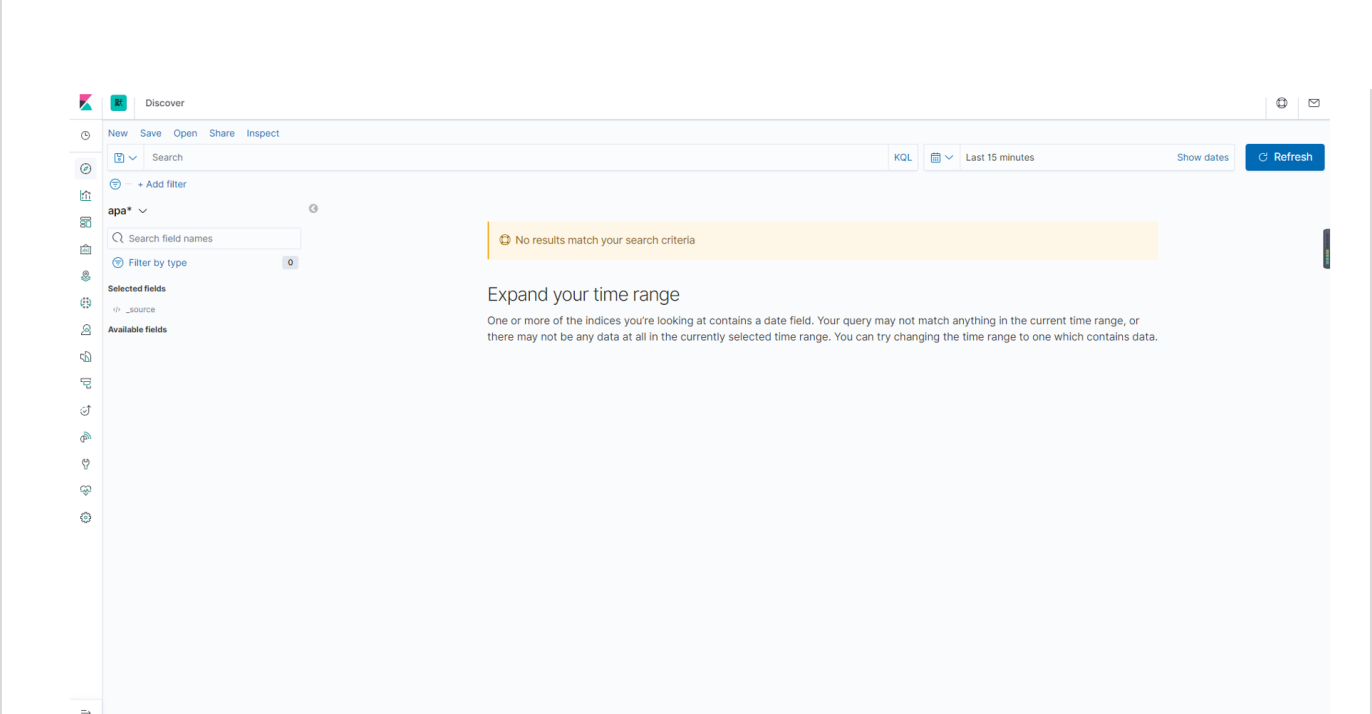 默
Discover
New Save Open Share Inspect
Search
KQL
Last 15 minutes
Show dates
Refresh
+ Add filter
apa*
Search field names
Filter by type
0
Selected fields
</> _source
Available fields
No results match your search criteria
Expand your time range
One or more of the indices you're looking at contains a date field. Your query may not match anything in the current time range, or
there may not be any data at all in the currently selected time range. You can try changing the time range to one which contains data.